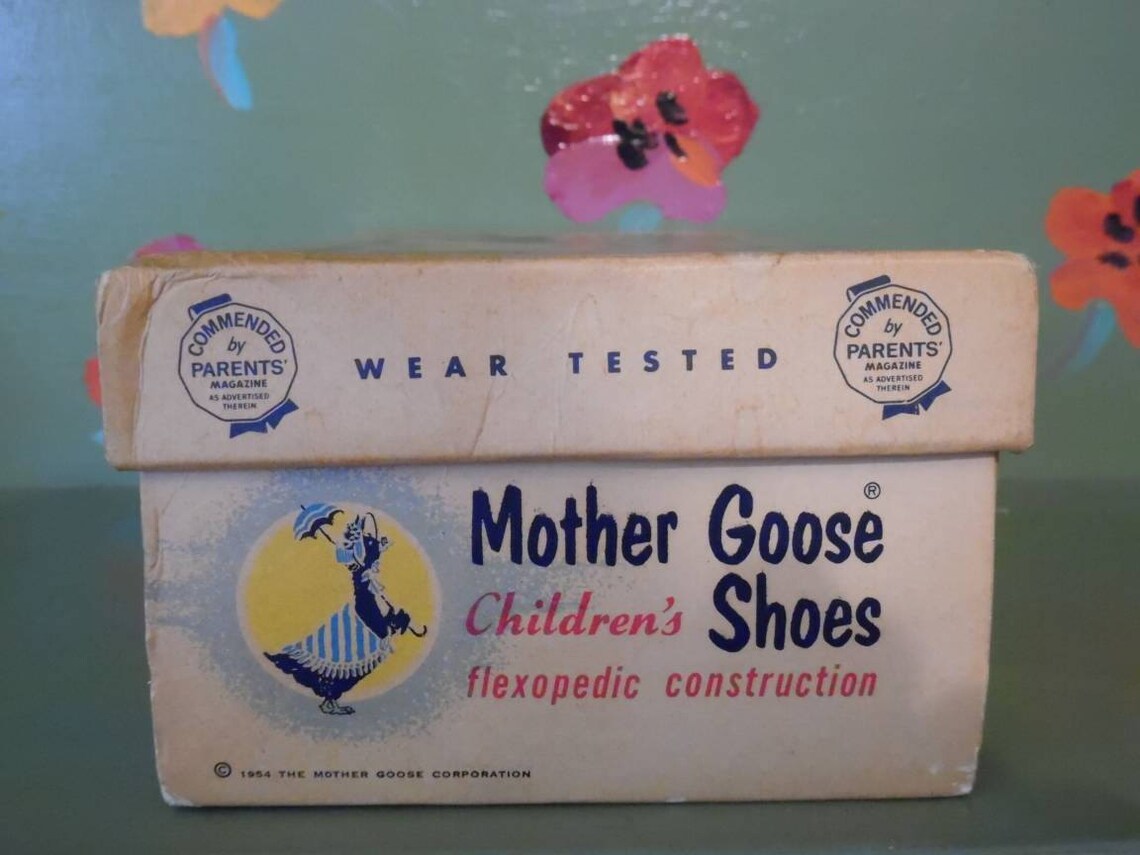 COMMENDED
by
PARENTS'
MAGAZINE
AS ADVERTISED
THEREIN
WEAR TESTED
COMMENDED
by
PARENTS'
MAGAZINE
AS ADVERTISED
THEREIN
Mother Goose ®
Children's Shoes
flexopedic construction
© 1954 THE MOTHER GOOSE CORPORATION